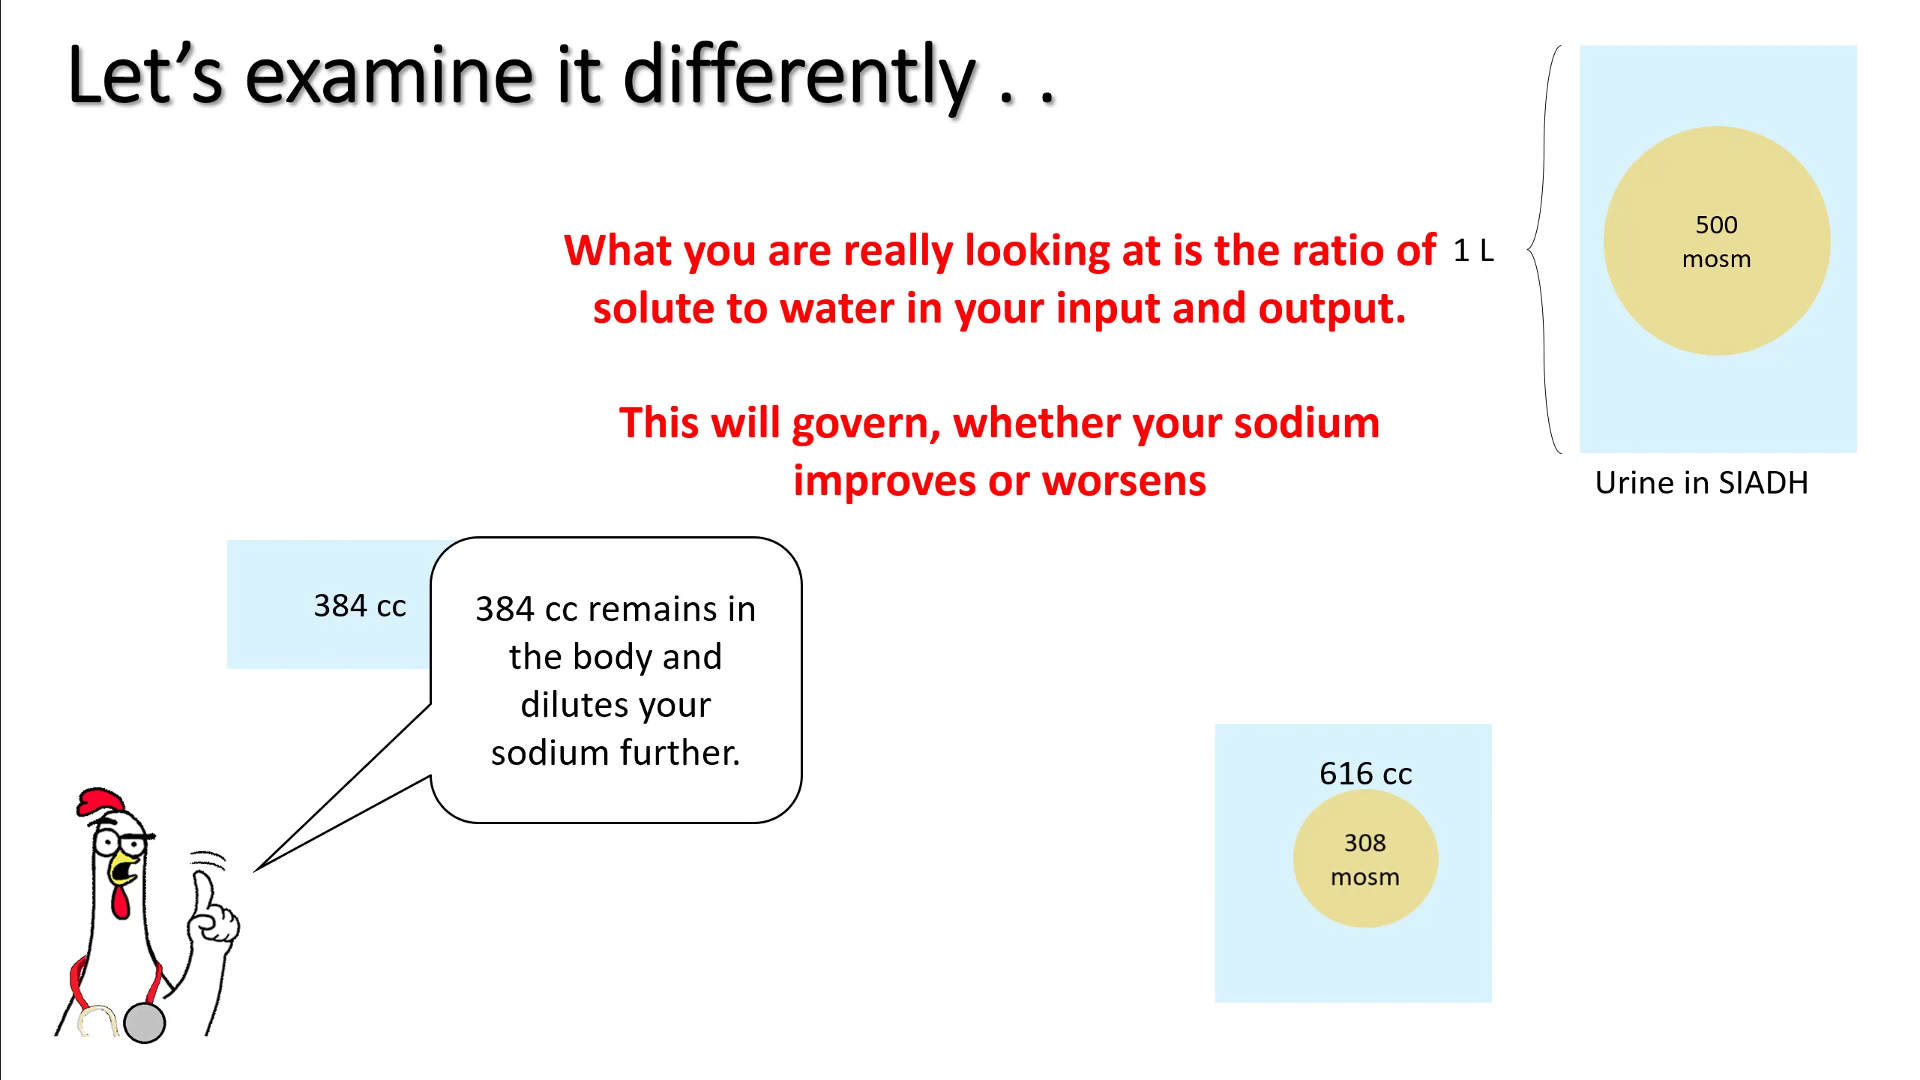 Let’s examine it differently . .
What you are really looking at is the ratio of
solute to water in your input and output.
This will govern, whether your sodium
improves or worsens
1 L
500
mosm
Urine in SIADH
384 cc
384 cc remains in
the body and
dilutes your
sodium further.
616 cc
308
mosm